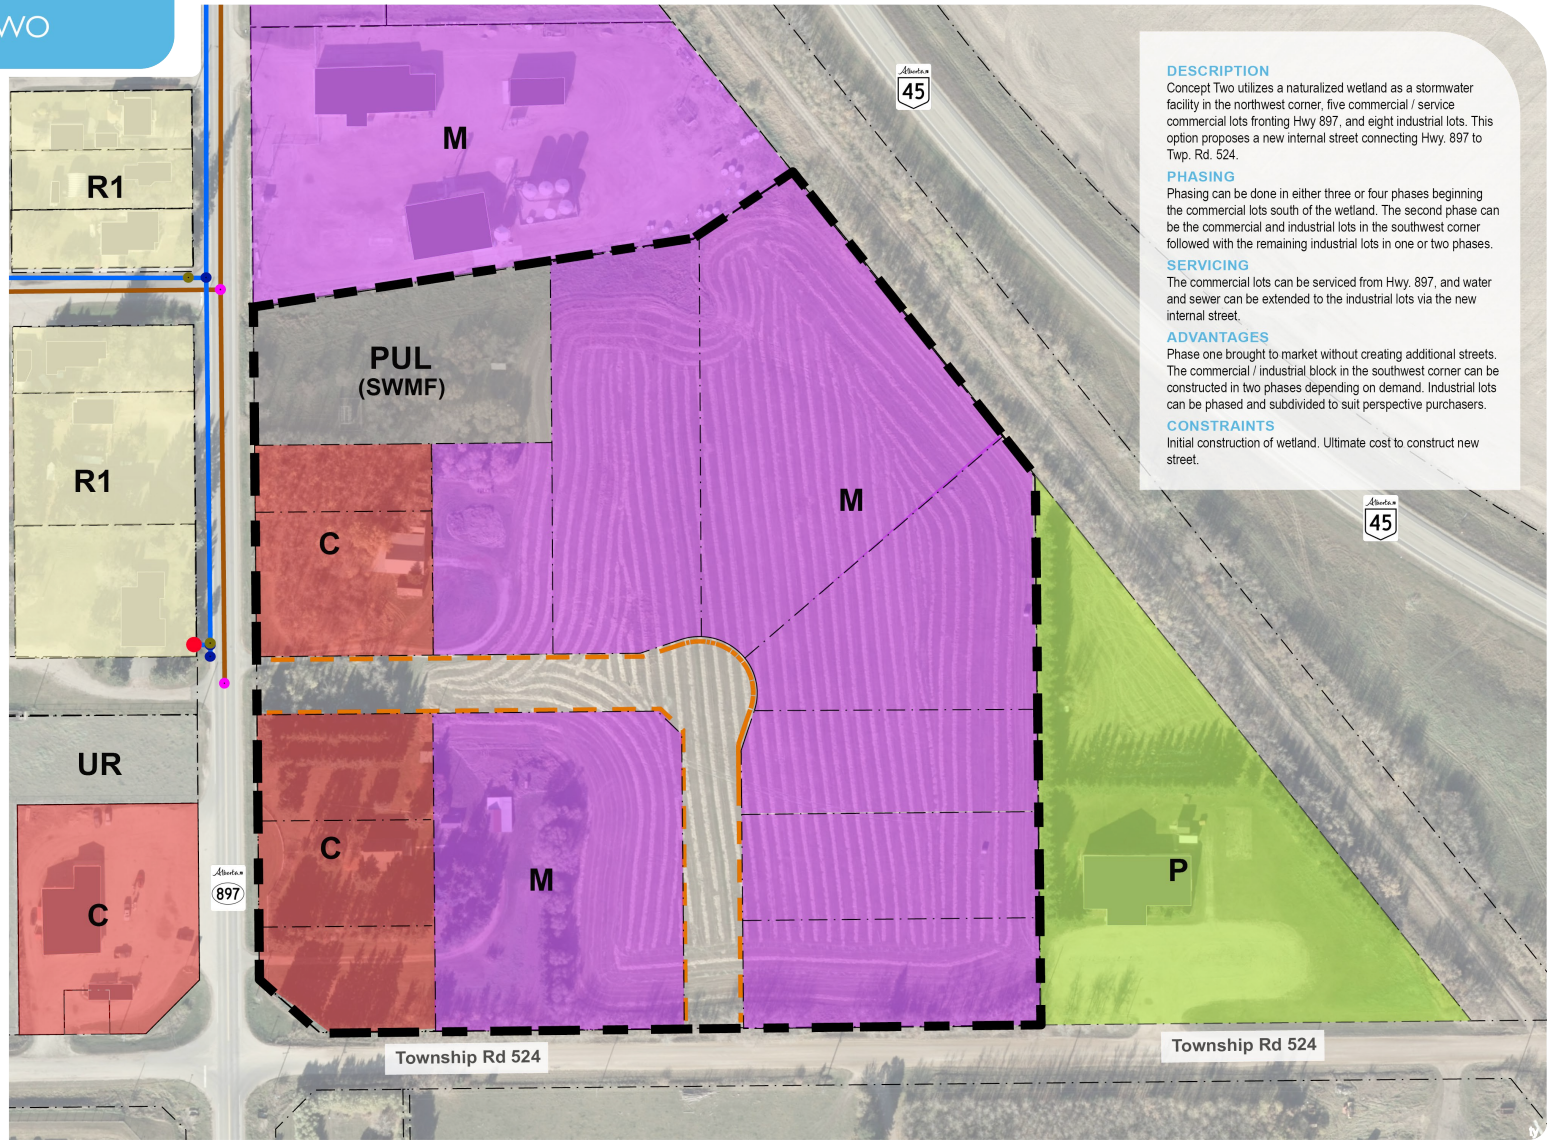 WO
DESCRIPTION
Concept Two utilizes a naturalized wetland as a stormwater
facility in the northwest corner, five commercial / service
commercial lots fronting Hwy 897, and eight industrial lots. This
option proposes a new internal street connecting Hwy. 897 to
Twp. Rd. 524.
PHASING
Phasing can be done in either three or four phases beginning
the commercial lots south of the wetland. The second phase can
be the commercial and industrial lots in the southwest corner
followed with the remaining industrial lots in one or two phases.
SERVICING
The commercial lots can be serviced from Hwy. 897, and water
and sewer can be extended to the industrial lots via the new
internal street.
ADVANTAGES
Phase one brought to market without creating additional streets.
The commercial / industrial block in the southwest corner can be
constructed in two phases depending on demand. Industrial lots
can be phased and subdivided to suit perspective purchasers.
CONSTRAINTS
Initial construction of wetland. Ultimate cost to construct new
street.
Alberta
45
M
R1
PUL
(SWMF)
R1
M
Alberta
45
C
UR
C
M
P
Alberta
897
C
Township Rd 524
Township Rd 524